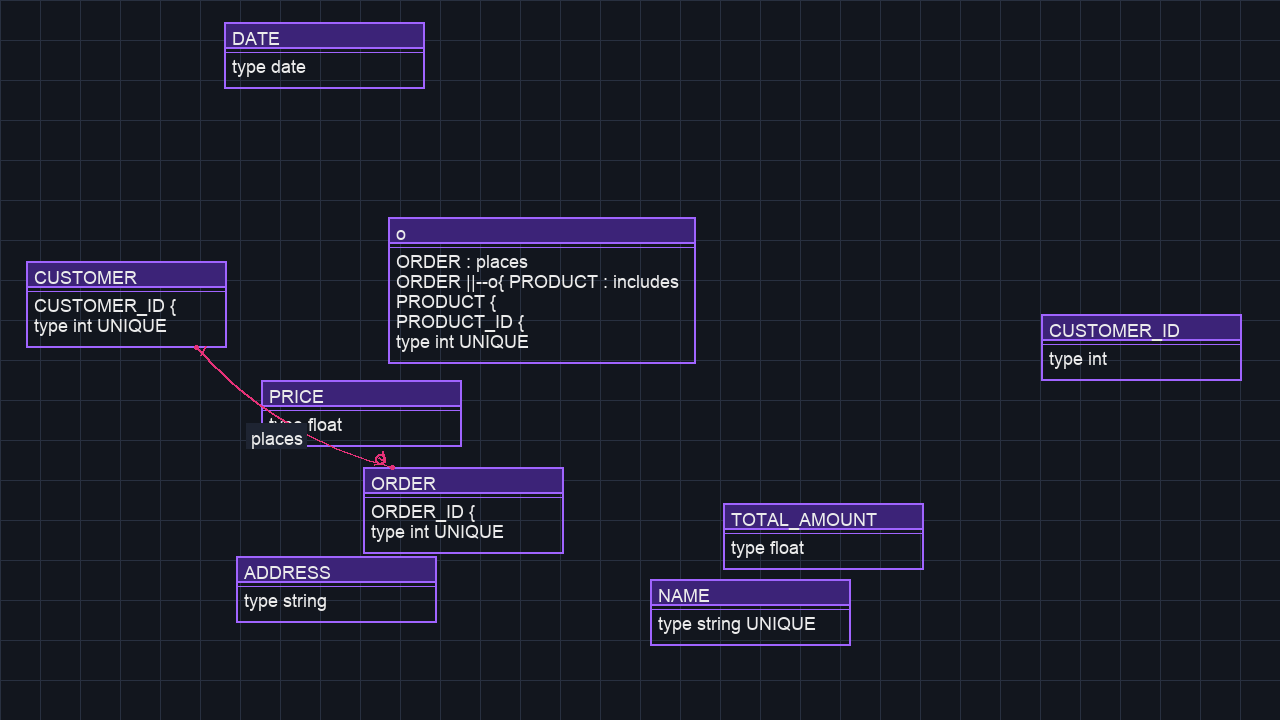 DATE
type date
o
ORDER : places
ORDER ||--o{ PRODUCT : includes
PRODUCT {
PRODUCT_ID {
type int UNIQUE
CUSTOMER
CUSTOMER_ID {
type int UNIQUE
CUSTOMER_ID
type int
PRICE
type float
places
ORDER
ORDER_ID {
type int UNIQUE
TOTAL_AMOUNT
type float
ADDRESS
type string
NAME
type string UNIQUE